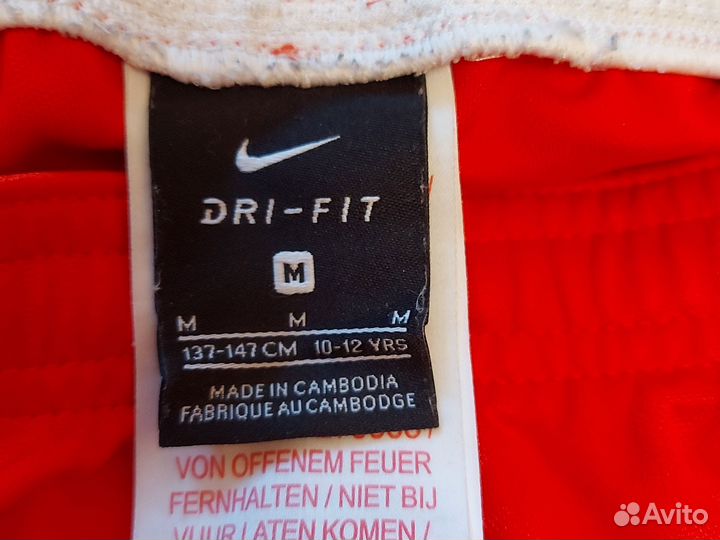 DRI-FIT
M
M M M
137-147 CM 10-12 YRS
MADE IN CAMBODIA
FABRIQUE AU CAMBODGE
VON OFFENEM FEUER
FERNHALTEN / NIET BIJ
VUUR LATEN KOMEN /
Avito